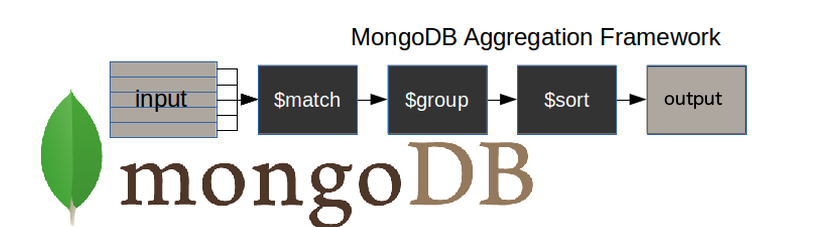 MongoDB Aggregation Framework
input $match $group $sort output
mongoDB